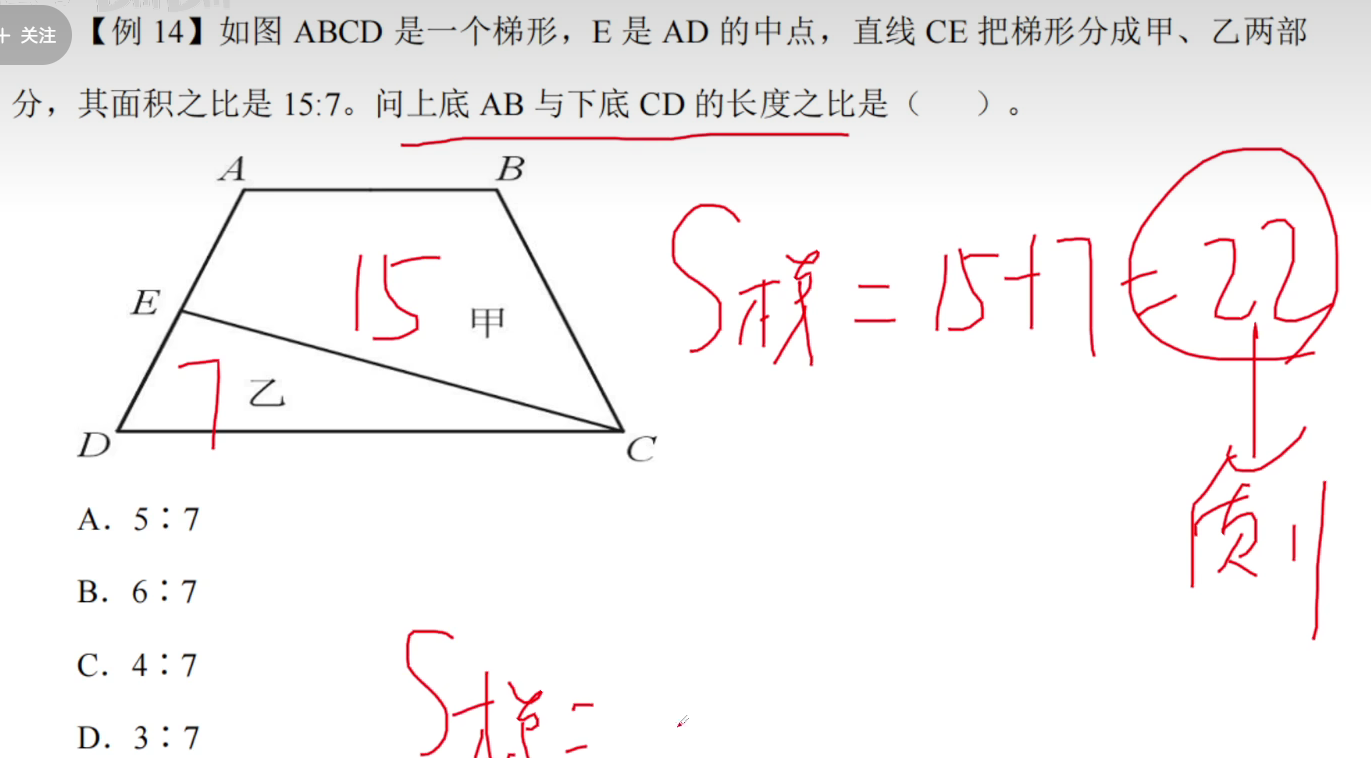 + 关注
【例 14】如图 ABCD 是一个梯形，E 是 AD 的中点，直线 CE 把梯形分成甲、乙两部
分，其面积之比是 15:7。问上底 AB 与下底 CD 的长度之比是（　　）。
A B
S梯 = 15+7=22
15
E 甲
7 乙
D C
A．5∶7
B．6∶7
C．4∶7
D．3∶7
S梯 =